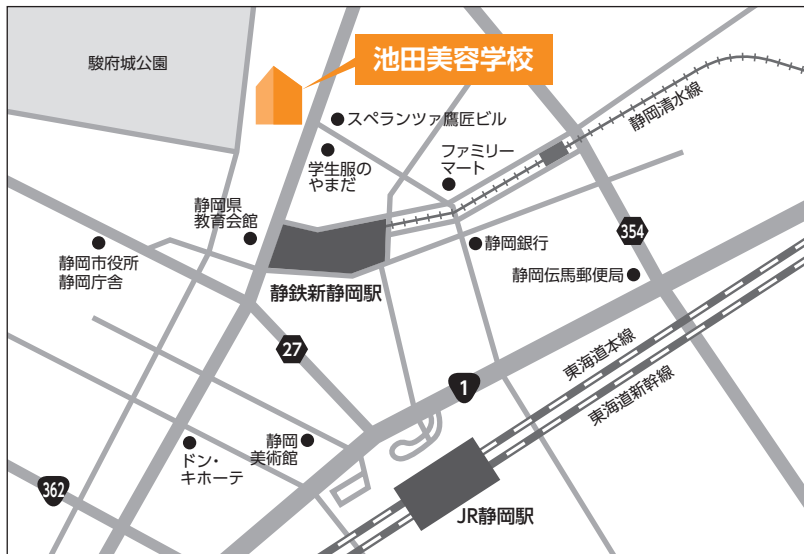 駿府城公園
池田美容学校
スペランツァ鷹匠ビル
静岡清水線
学生服の
やまだ
ファミリー
マート
静岡県
教育会館
静岡市役所
静岡庁舎
静鉄新静岡駅
静岡銀行
354
静岡伝馬郵便局
27
1
東海道本線
東海道新幹線
ドン・
キホーテ
静岡
美術館
362
JR静岡駅